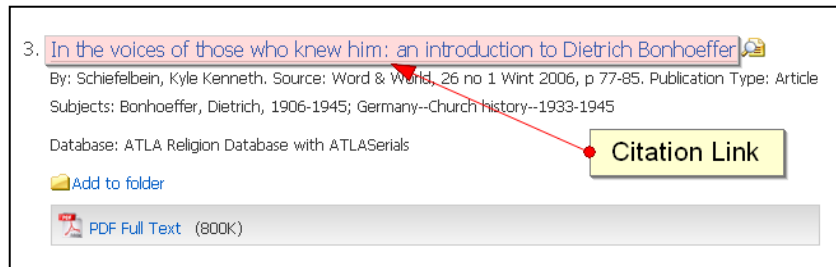 3. In the voices of those who knew him: an introduction to Dietrich Bonhoeffer
By: Schiefelbein, Kyle Kenneth. Source: Word & World, 26 no 1 Wint 2006, p 77-85. Publication Type: Article
Subjects: Bonhoeffer, Dietrich, 1906-1945; Germany--Church history--1933-1945
Database: ATLA Religion Database with ATLASerials
Citation Link
Add to folder
PDF Full Text (800K)